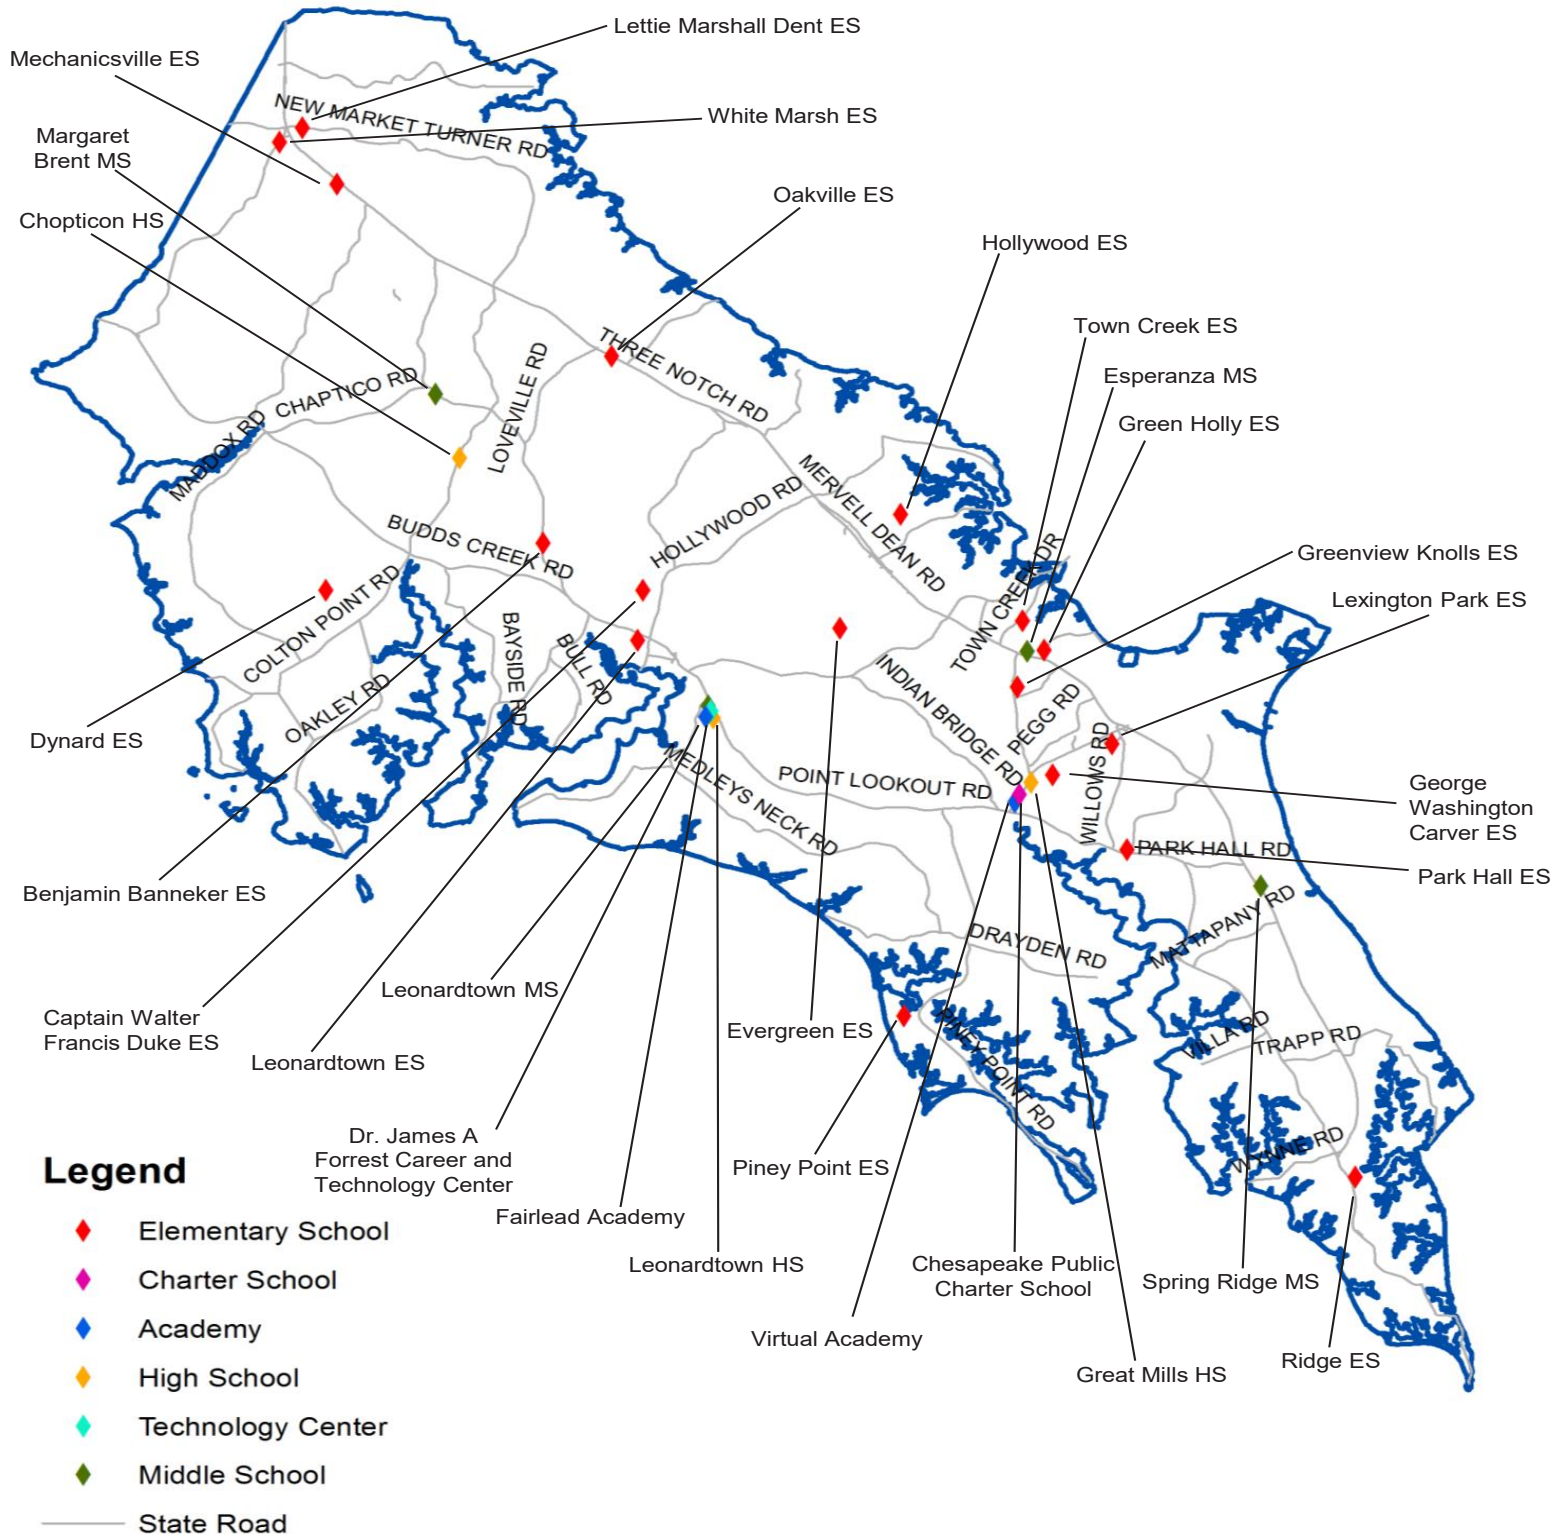 Lettie Marshall Dent ES
Mechanicsville ES
NEW MARKET TURNER RD
White Marsh ES
Margaret
Brent MS
Oakville ES
Chopticon HS
Hollywood ES
Town Creek ES
THREE NOTCH RD
Esperanza MS
LOVEVILLE RD
CHAPTICO RD
Green Holly ES
MADDOX RD
MERVELL DEAN RD
HOLLYWOOD RD
BUDDS CREEK RD
TOWN CREEK DR
Greenview Knolls ES
COLTON POINT RD
Lexington Park ES
BAYSIDE RD
BULL RD
INDIAN BRIDGE RD
PEGG RD
OAKLEY RD
Dynard ES
WILLOWS RD
MEDLEYS NECK RD
POINT LOOKOUT RD
George
Washington
Carver ES
PARK HALL RD
Park Hall ES
Benjamin Banneker ES
MATTAPANY RD
DRAYDEN RD
Leonardtown MS
Captain Walter
Francis Duke ES
Evergreen ES
VILLA RD
TRAPP RD
PINEY POINT RD
Leonardtown ES
Dr. James A
Forrest Career and
Technology Center
WYNNE RD
Piney Point ES
Fairlead Academy
Leonardtown HS
Chesapeake Public
Charter School
Spring Ridge MS
Virtual Academy
Ridge ES
Great Mills HS
Legend
Elementary School
Charter School
Academy
High School
Technology Center
Middle School
State Road